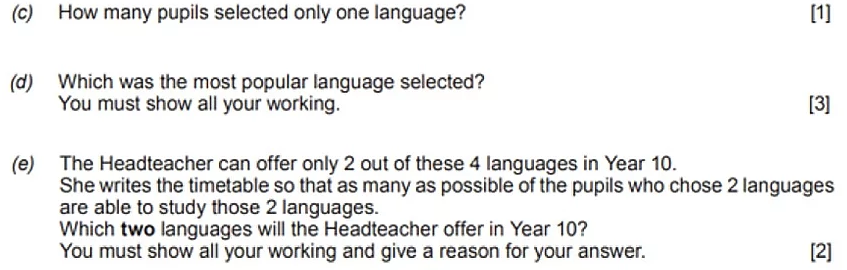 (c) How many pupils selected only one language? [1]
(d) Which was the most popular language selected?
You must show all your working. [3]
(e) The Headteacher can offer only 2 out of these 4 languages in Year 10.
She writes the timetable so that as many as possible of the pupils who chose 2 languages
are able to study those 2 languages.
Which two languages will the Headteacher offer in Year 10?
You must show all your working and give a reason for your answer. [2]